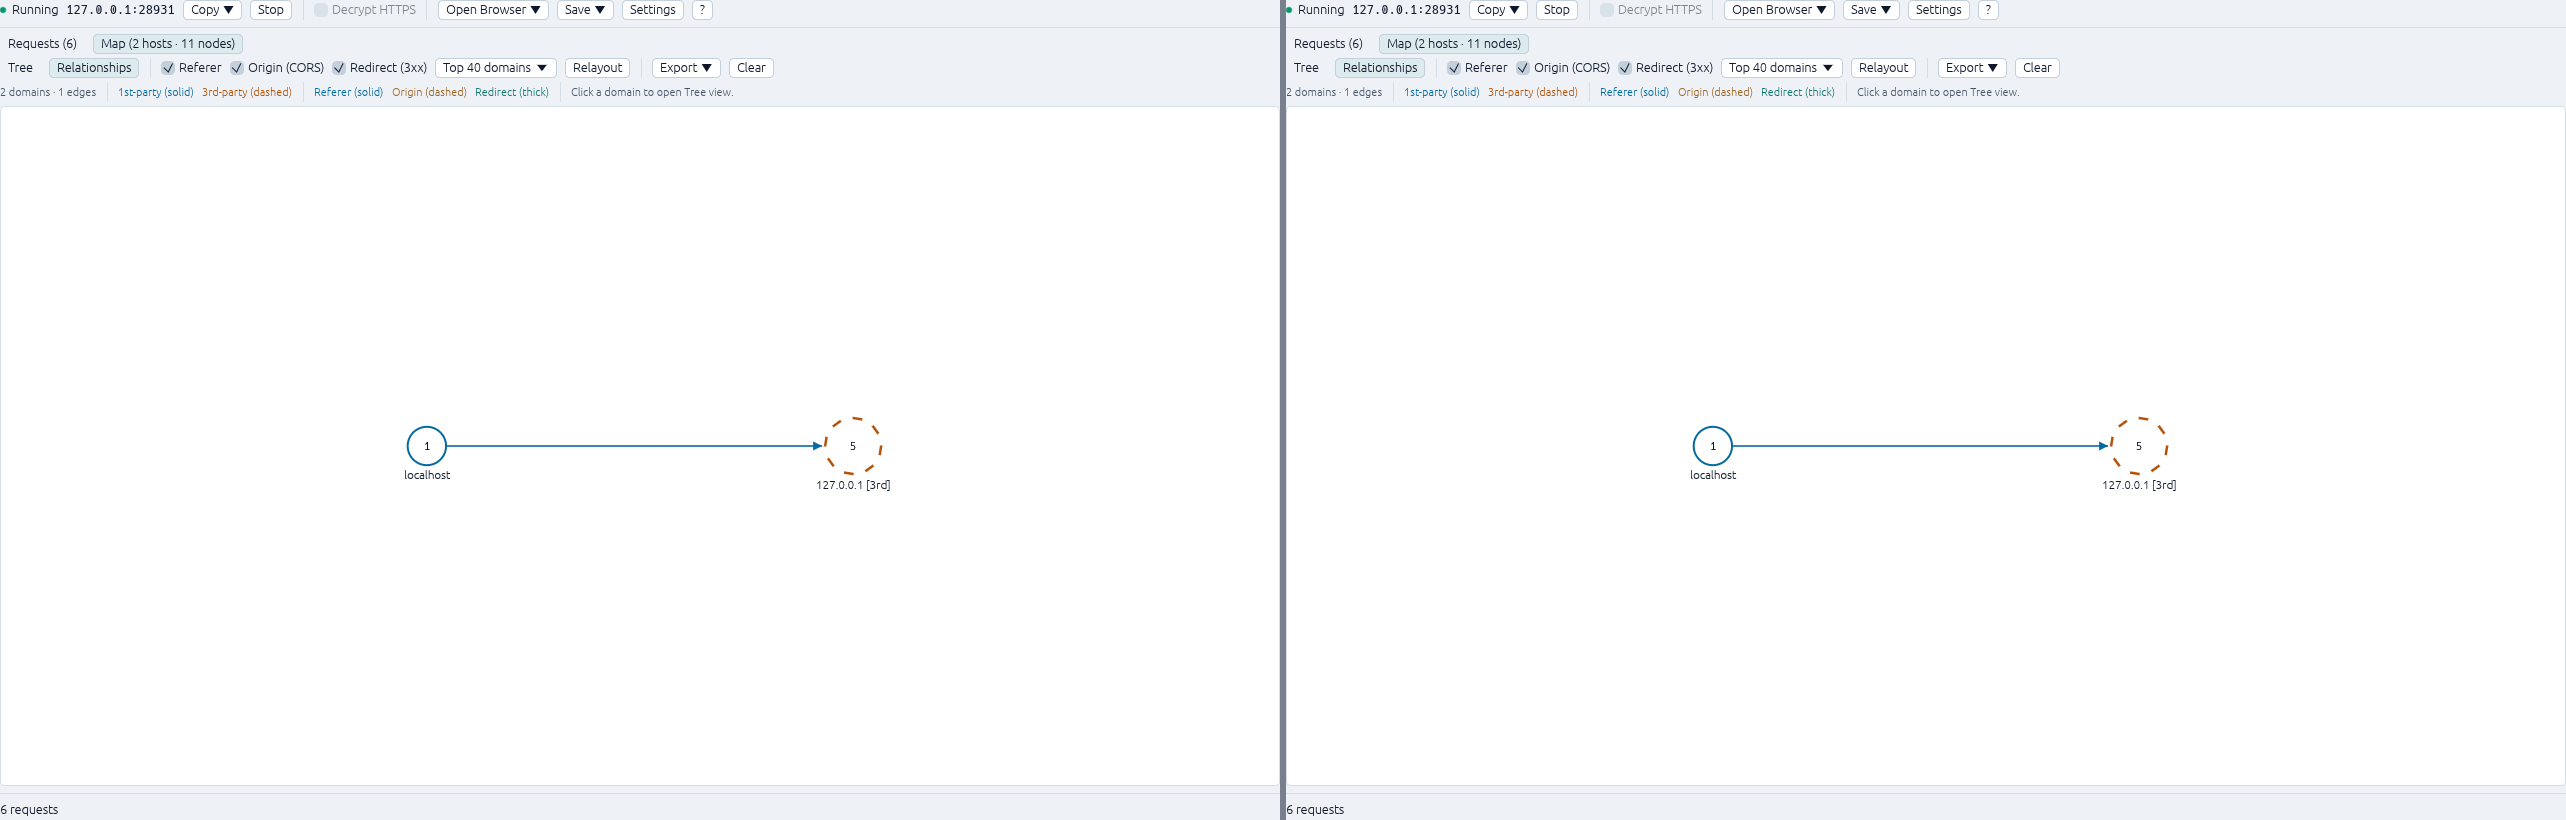 Running 127.0.0.1:28931 Copy ▼ Stop Decrypt HTTPS Open Browser ▼ Save ▼ Settings ?
Requests (6) Map (2 hosts · 11 nodes)
Tree Relationships Referer Origin (CORS) Redirect (3xx) Top 40 domains ▼ Relayout Export ▼ Clear
2 domains · 1 edges 1st-party (solid) 3rd-party (dashed) Referer (solid) Origin (dashed) Redirect (thick) Click a domain to open Tree view.
1 5
localhost
127.0.0.1 [3rd]
6 requests
Running 127.0.0.1:28931 Copy ▼ Stop Decrypt HTTPS Open Browser ▼ Save ▼ Settings ?
Requests (6) Map (2 hosts · 11 nodes)
Tree Relationships Referer Origin (CORS) Redirect (3xx) Top 40 domains ▼ Relayout Export ▼ Clear
2 domains · 1 edges 1st-party (solid) 3rd-party (dashed) Referer (solid) Origin (dashed) Redirect (thick) Click a domain to open Tree view.
1 5
localhost
127.0.0.1 [3rd]
6 requests